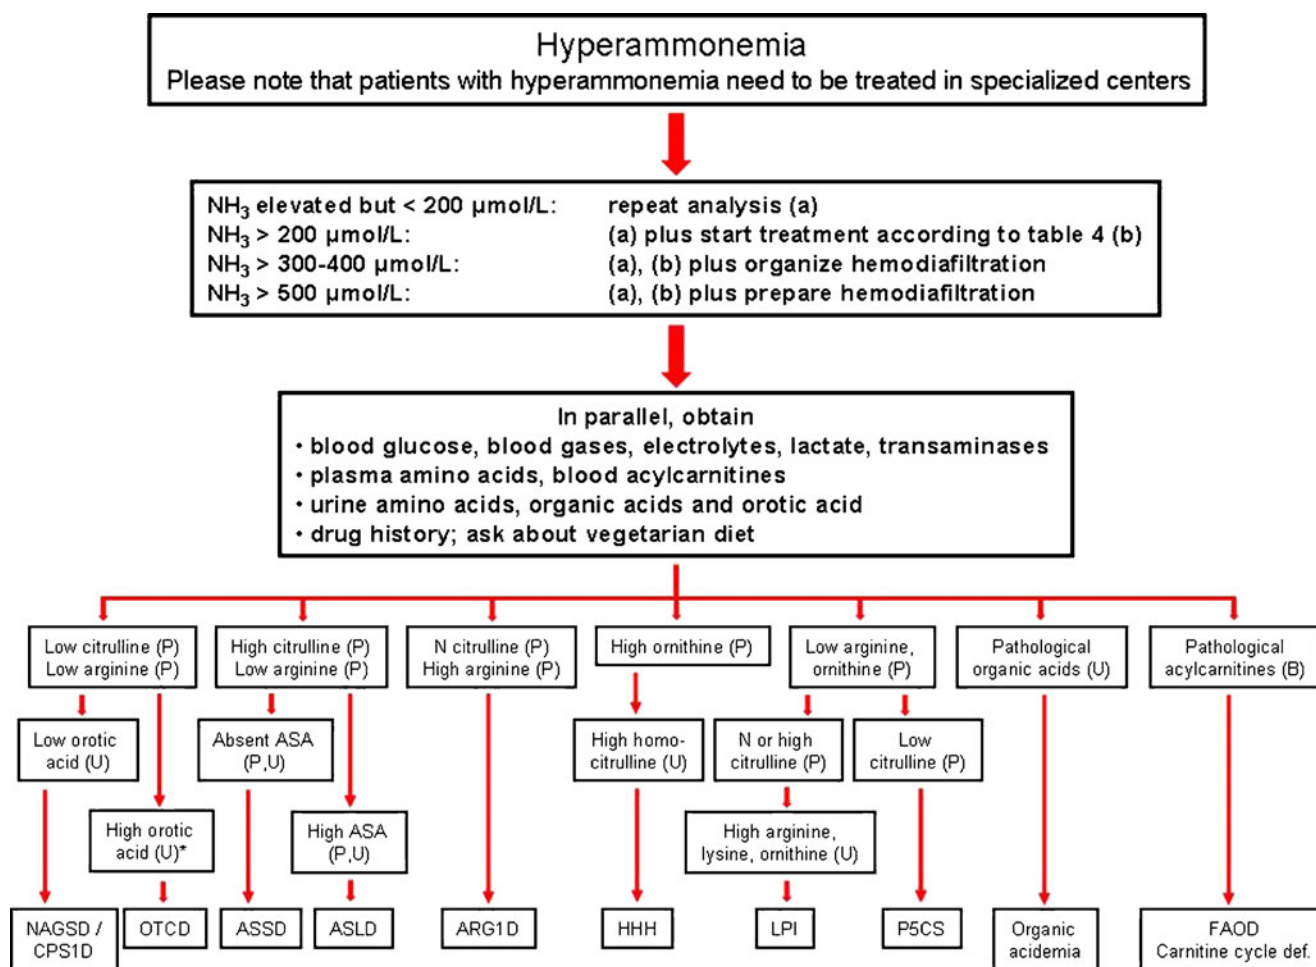 Hyperammonemia
Please note that patients with hyperammonemia need to be treated in specialized centers
NH3 elevated but < 200 µmol/L: repeat analysis (a)
NH3 > 200 µmol/L: (a) plus start treatment according to table 4 (b)
NH3 > 300-400 µmol/L: (a), (b) plus organize hemodiafiltration
NH3 > 500 µmol/L: (a), (b) plus prepare hemodiafiltration
In parallel, obtain
• blood glucose, blood gases, electrolytes, lactate, transaminases
• plasma amino acids, blood acylcarnitines
• urine amino acids, organic acids and orotic acid
• drug history; ask about vegetarian diet
Low citrulline (P)
Low arginine (P)
High citrulline (P)
Low arginine (P)
N citrulline (P)
High arginine (P)
High ornithine (P)
Low arginine,
ornithine (P)
Pathological
organic acids (U)
Pathological
acylcarnitines (B)
Low orotic
acid (U)
Absent ASA
(P,U)
High homo-
citrulline (U)
N or high
citrulline (P)
Low
citrulline (P)
High orotic
acid (U)*
High ASA
(P,U)
High arginine,
lysine, ornithine (U)
NAGSD /
CPS1D
OTCD
ASSD
ASLD
ARG1D
HHH
LPI
P5CS
Organic
acidemia
FAOD
Carnitine cycle def.